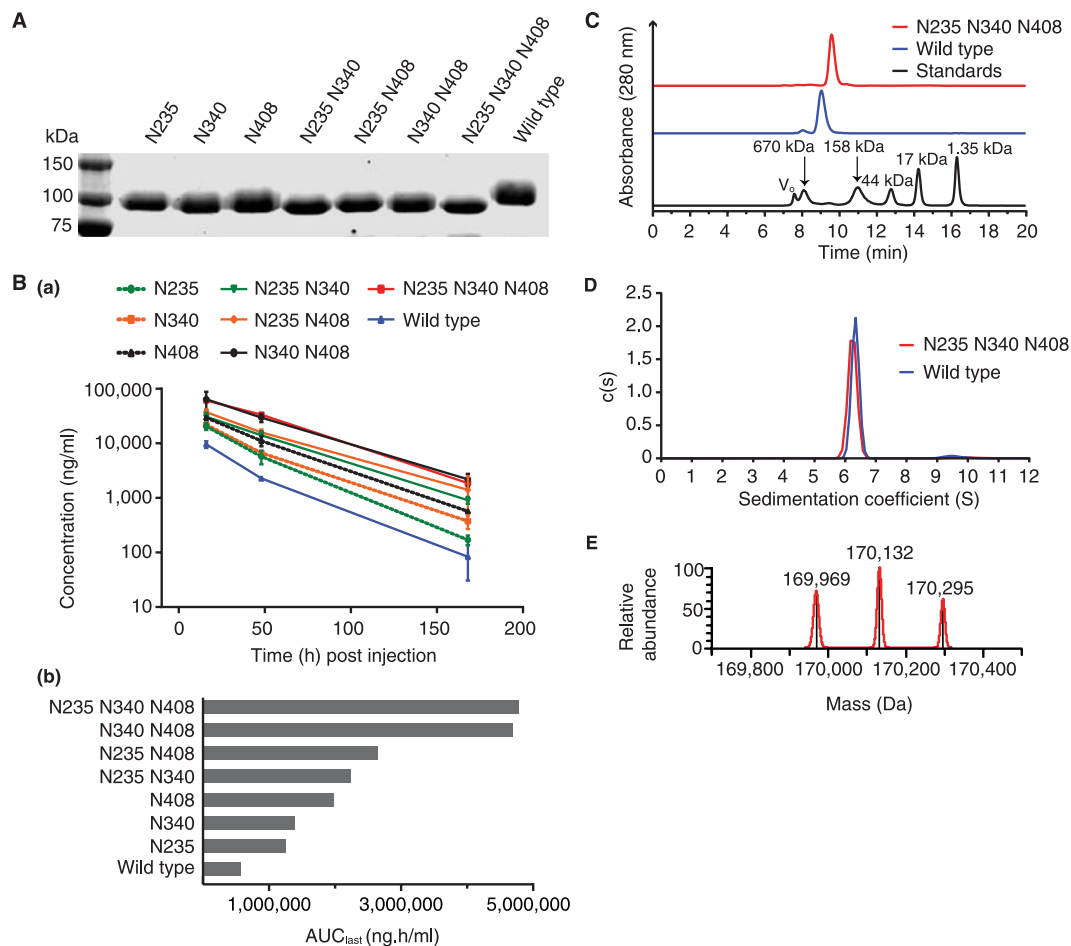 A
kDa
150
100
75
N235
N340
N408
N235 N340
N235 N408
N340 N408
N235 N340 N408
Wild type
B (a)
N235
N235 N340
N235 N340 N408
N340
N235 N408
Wild type
N408
N340 N408
Concentration (ng/ml)
100,000
10,000
1,000
100
10
0 50 100 150 200
Time (h) post injection
(b)
N235 N340 N408
N340 N408
N235 N408
N235 N340
N408
N340
N235
Wild type
1,000,000 3,000,000 5,000,000
AUClast (ng.h/ml)
C
N235 N340 N408
Wild type
Standards
Absorbance (280 nm)
670 kDa 158 kDa
Vo
44 kDa
17 kDa
1.35 kDa
0 2 4 6 8 10 12 14 16 18 20
Time (min)
D
c(s)
2.5
2.0
1.5
1.0
0.5
0.0
N235 N340 N408
Wild type
0 1 2 3 4 5 6 7 8 9 10 11 12
Sedimentation coefficient (S)
E
Relative
abundance
100
50
0
169,969
170,132
170,295
169,800 170,000 170,200 170,400
Mass (Da)